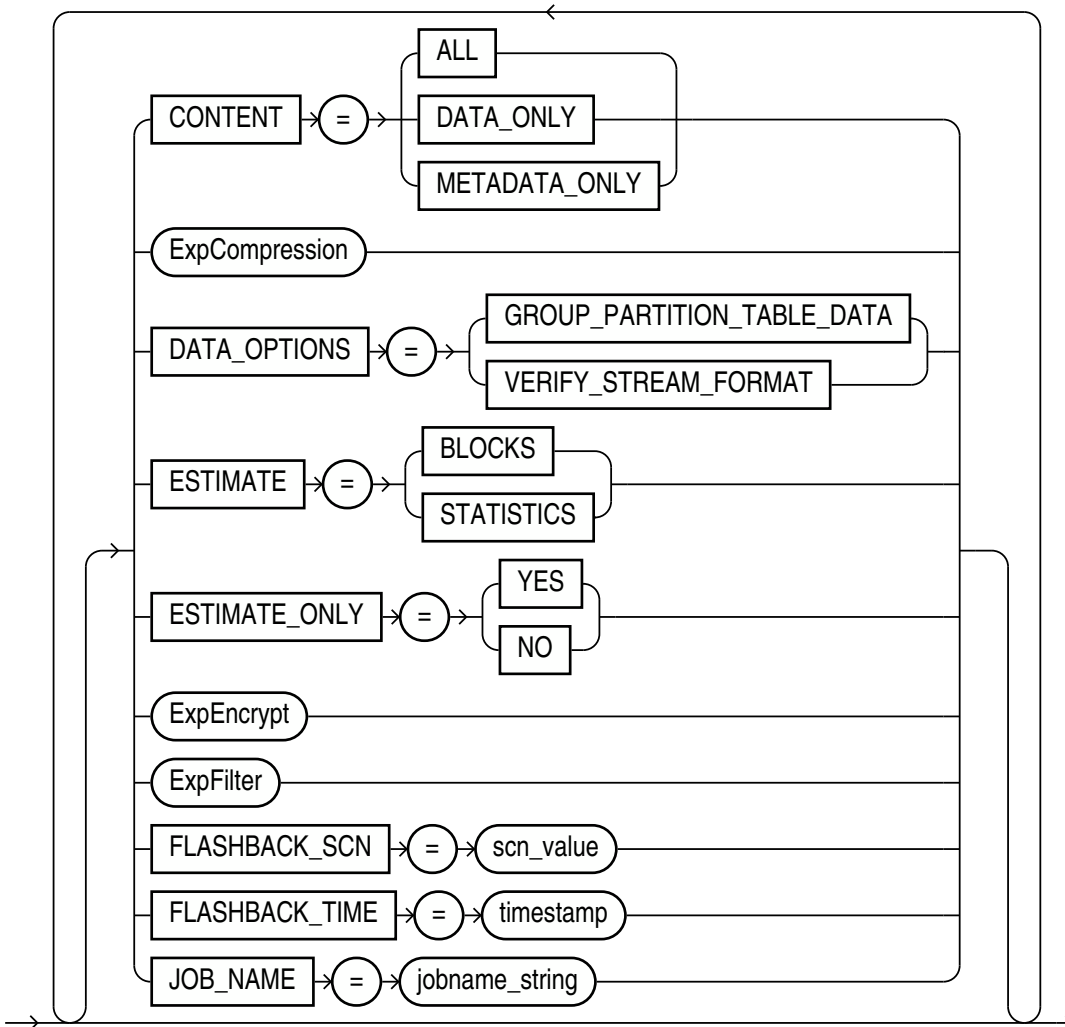 ALL
CONTENT = DATA_ONLY
METADATA_ONLY
ExpCompression
GROUP_PARTITION_TABLE_DATA
DATA_OPTIONS =
VERIFY_STREAM_FORMAT
BLOCKS
ESTIMATE =
STATISTICS
YES
ESTIMATE_ONLY =
NO
ExpEncrypt
ExpFilter
FLASHBACK_SCN = scn_value
FLASHBACK_TIME = timestamp
JOB_NAME = jobname_string